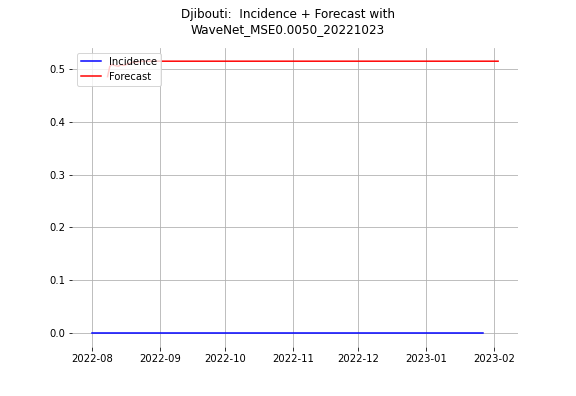 Djibouti:  Incidence + Forecast with
WaveNet_MSE0.0050_20221023
Incidence
Forecast
0.5
0.4
0.3
0.2
0.1
0.0
2022-08 2022-09 2022-10 2022-11 2022-12 2023-01 2023-02